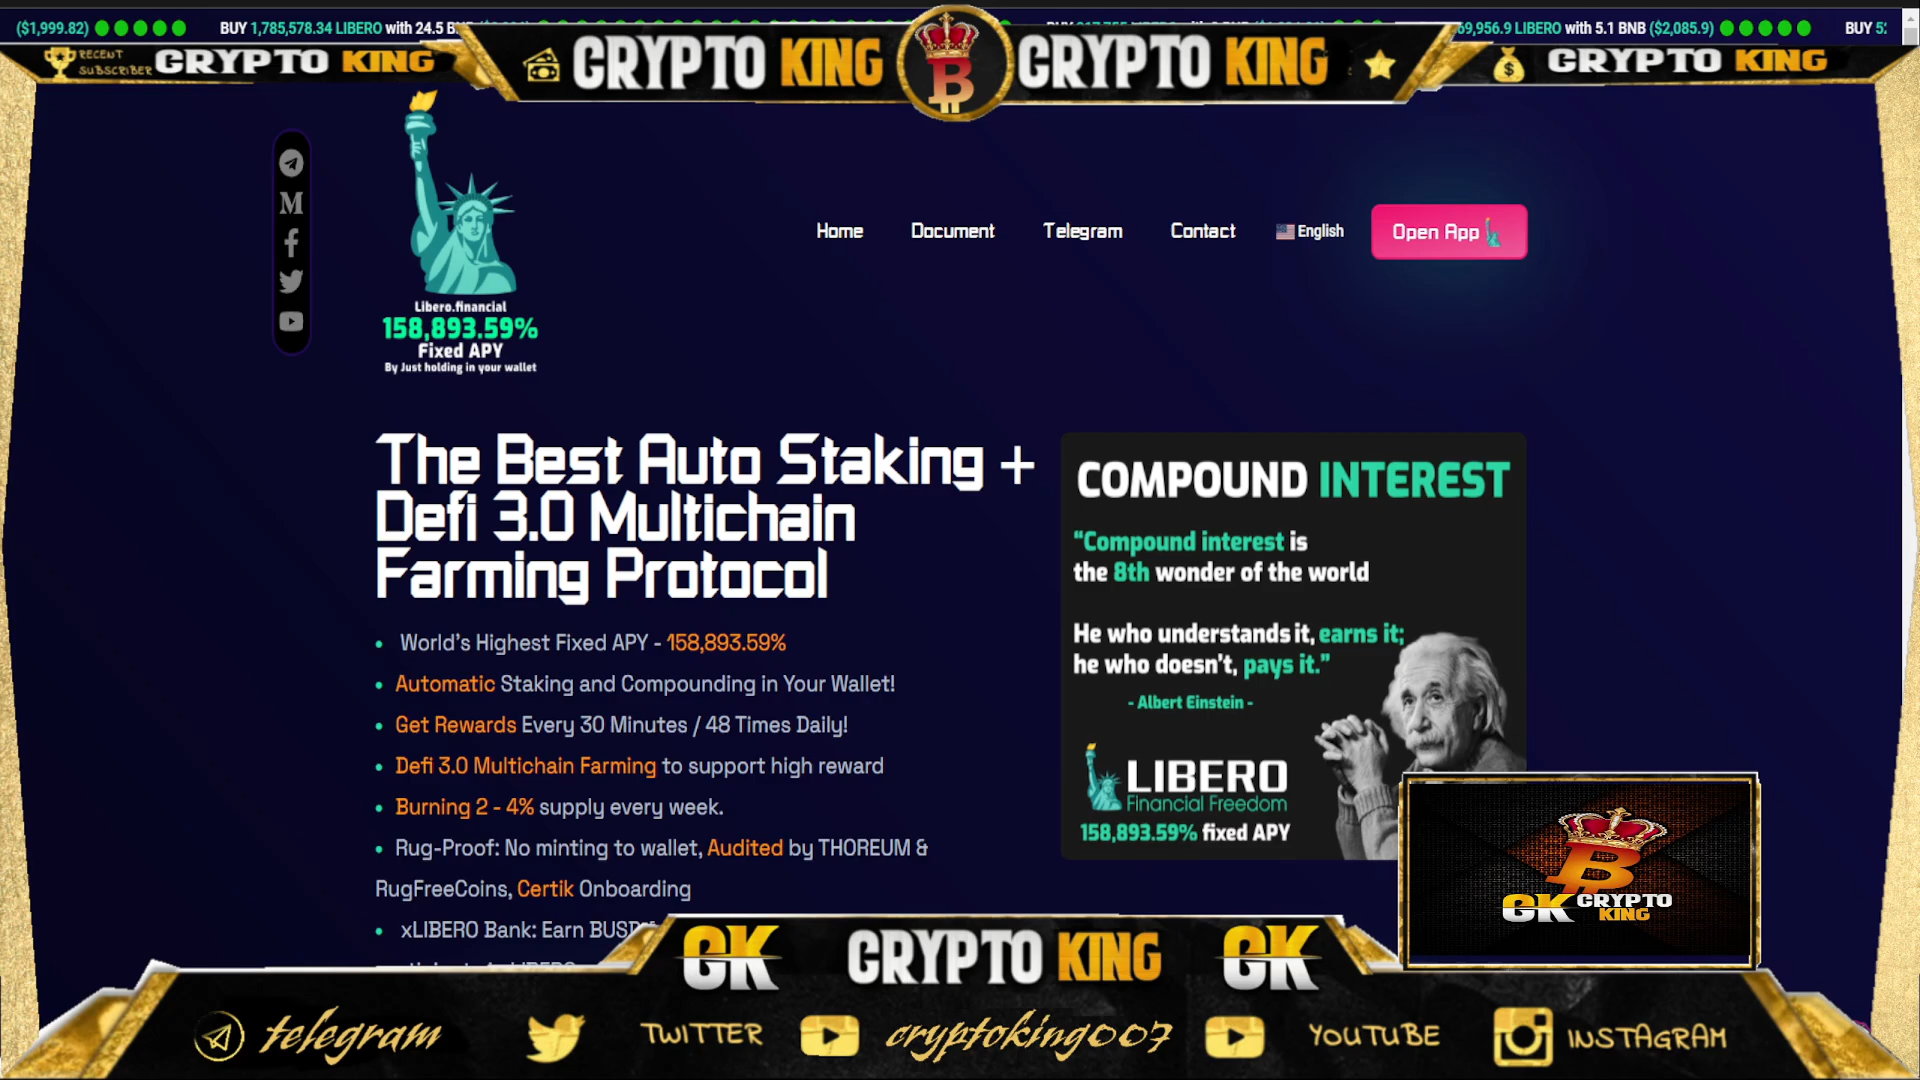 ($1,999.82)
BUY 1,785,578.34 LIBERO with 24.5 B
69,956.9 LIBERO with 5.1 BNB ($2,085.9)
BUY
RECENT
SUBSCRIBER
CRYPTO KING
CRYPTO KING
CRYPTO KING
CRYPTO KING
Home
Document
Telegram
Contact
English
Open App
Libero.financial
158,893.59%
Fixed APY
By Just holding in your wallet
The Best Auto Staking +
Defi 3.0 Multichain
Farming Protocol
• World's Highest Fixed APY - 158,893.59%
• Automatic Staking and Compounding in Your Wallet!
• Get Rewards Every 30 Minutes / 48 Times Daily!
• Defi 3.0 Multichain Farming to support high reward
• Burning 2 - 4% supply every week.
• Rug-Proof: No minting to wallet, Audited by THOREUM &
RugFreeCoins, Certik Onboarding
• xLIBERO Bank: Earn BUSD
COMPOUND INTEREST
"Compound interest is
the 8th wonder of the world
He who understands it, earns it;
he who doesn't, pays it."
- Albert Einstein -
LIBERO
Financial Freedom
158,893.59% fixed APY
CK CRYPTO
KING
CK
CRYPTO KING
CK
telegram
TWITTER
cryptoking007
YOUTUBE
INSTAGRAM